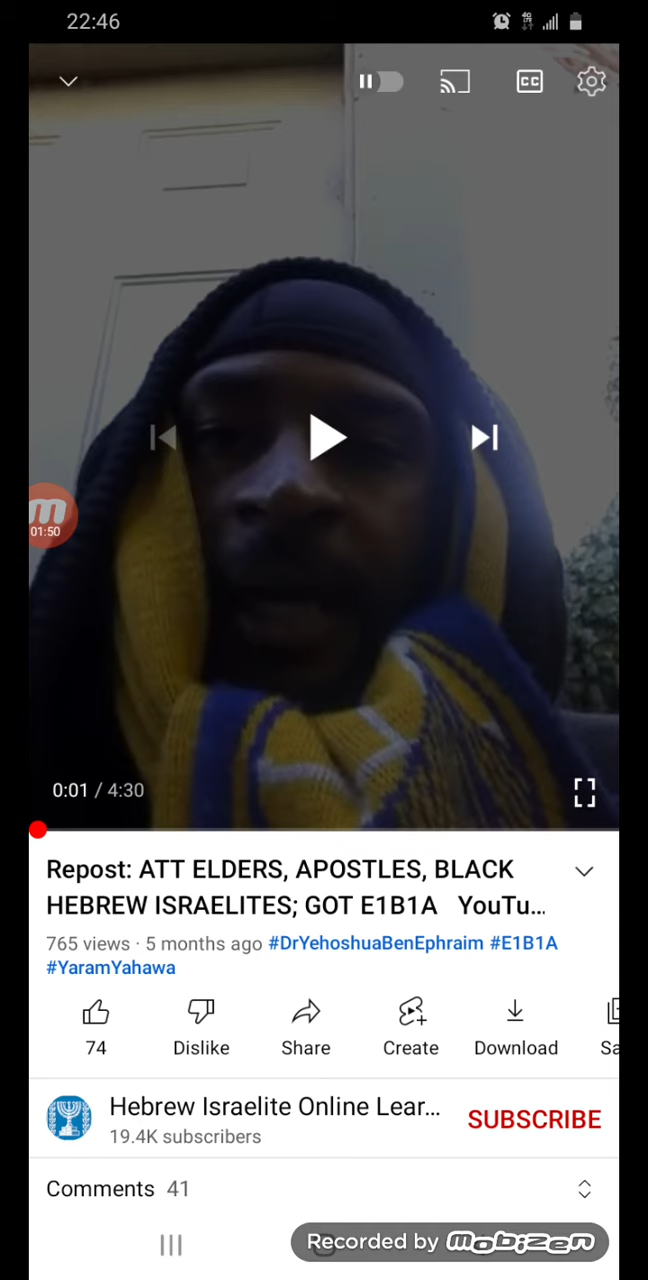 22:46
4G
CC
01:50
0:01 / 4:30
Repost: ATT ELDERS, APOSTLES, BLACK
HEBREW ISRAELITES; GOT E1B1A YouTu...
765 views · 5 months ago #DrYehoshuaBenEphraim #E1B1A
#YaramYahawa
74 Dislike Share Create Download Sa
Hebrew Israelite Online Lear...
SUBSCRIBE
19.4K subscribers
Comments 41
Recorded by mobizen